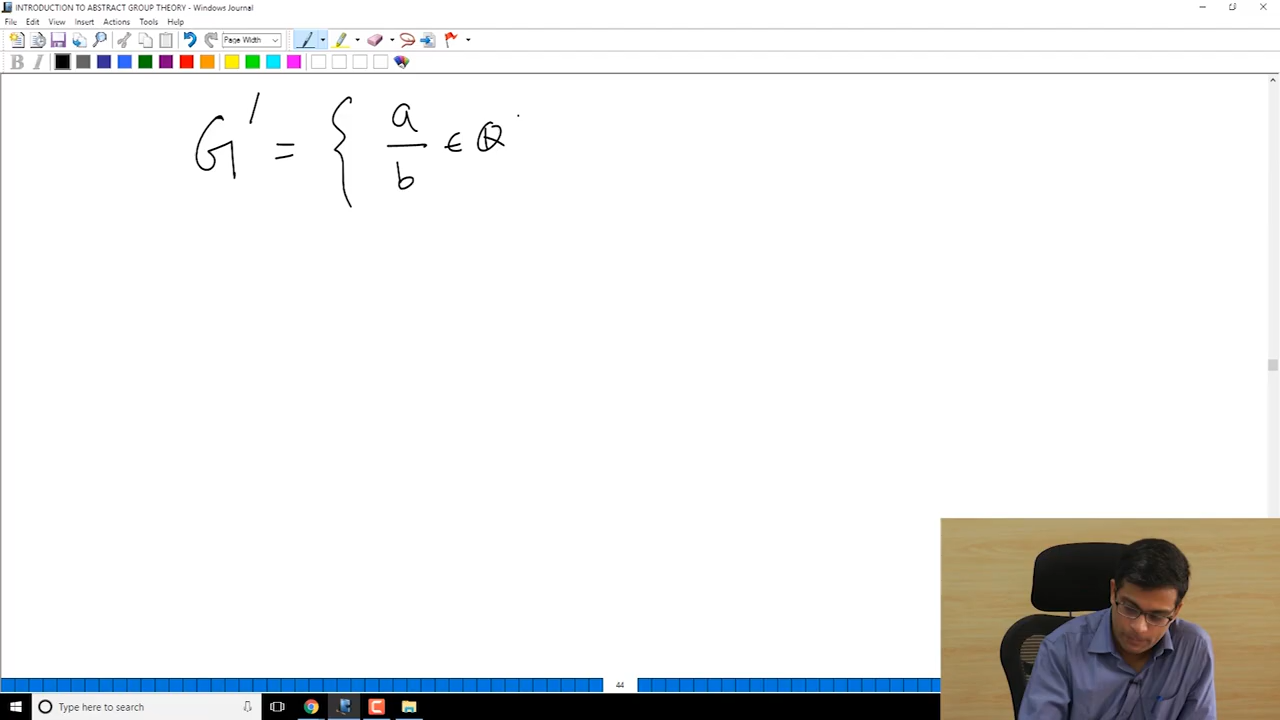 INTRODUCTION TO ABSTRACT GROUP THEORY - Windows Journal
File Edit View Insert Actions Tools Help
Page Width
B I
G' = { a/b ∈ Q
44
Type here to search